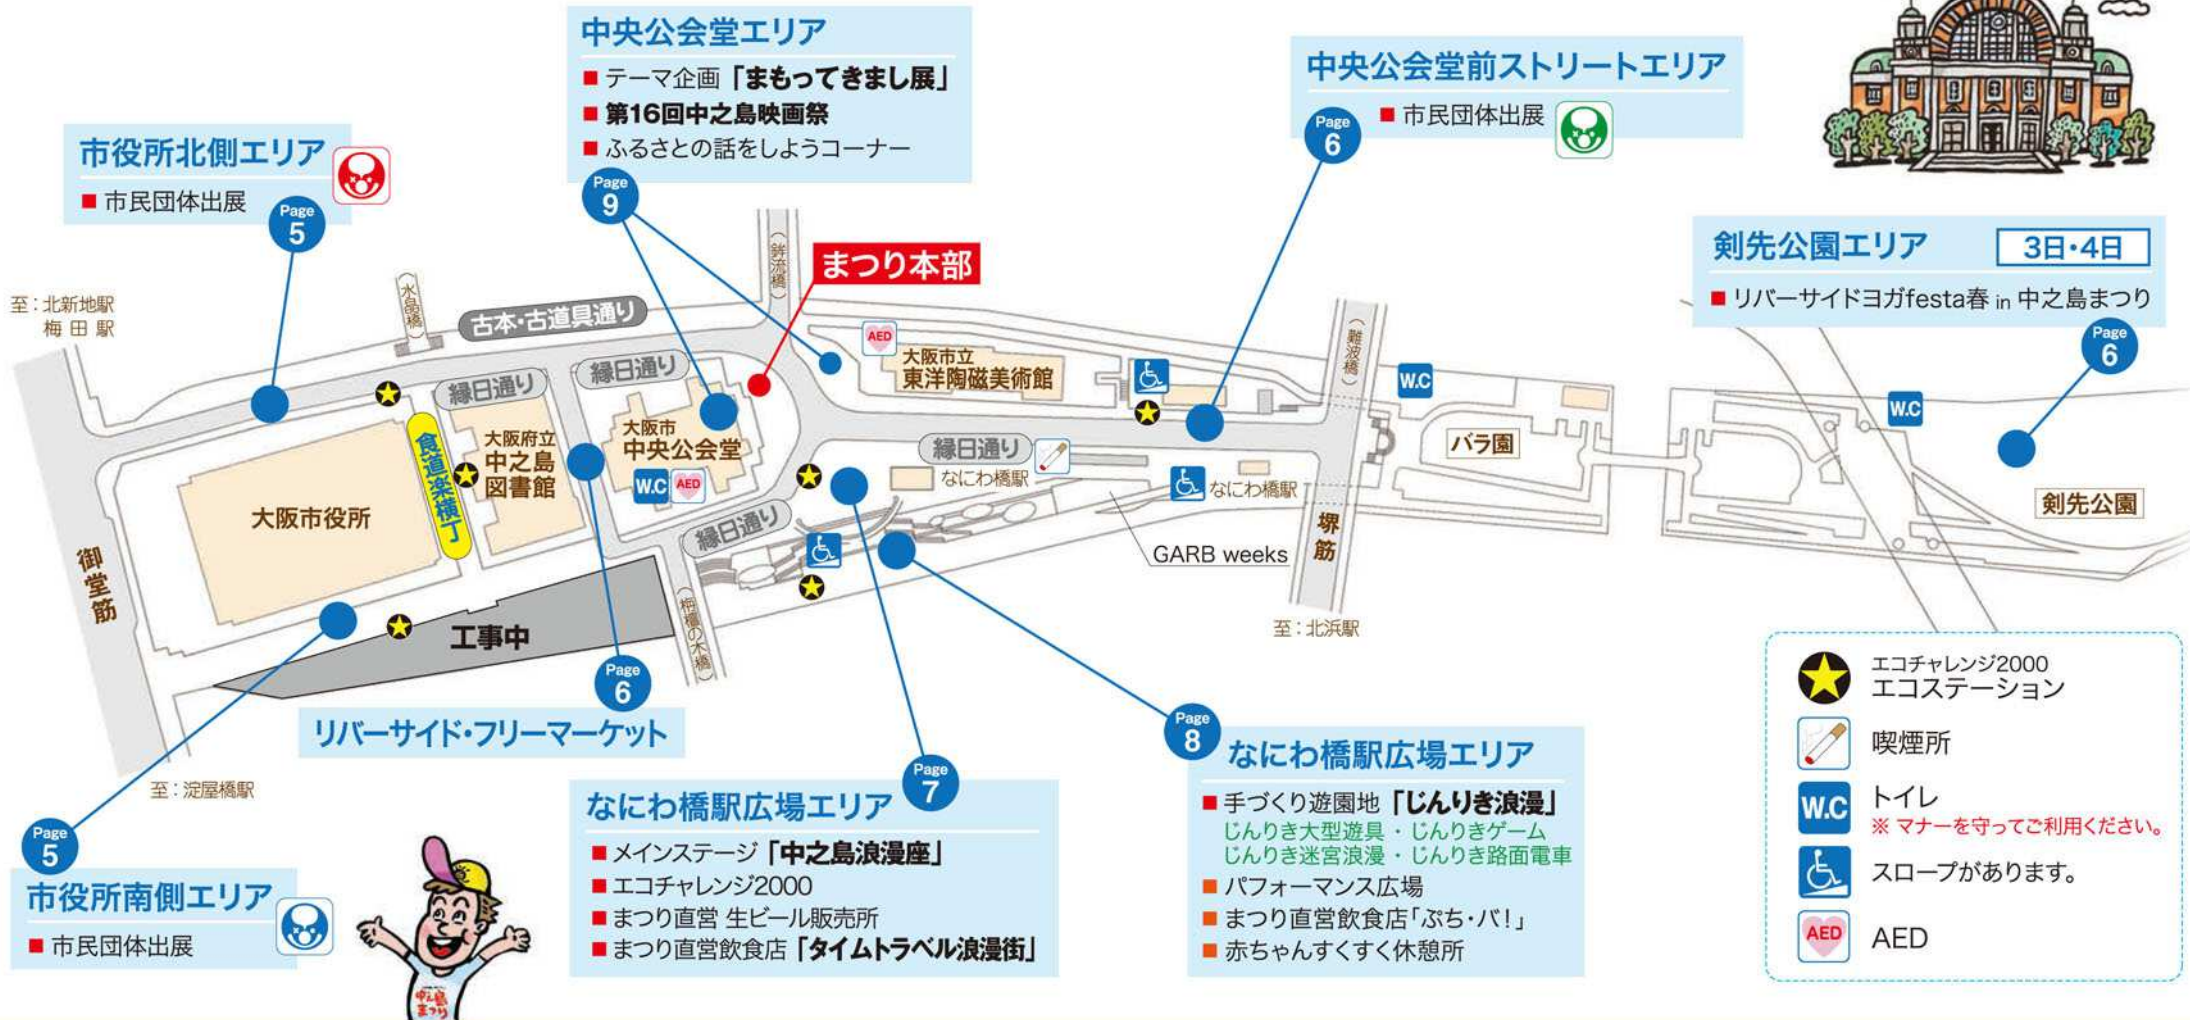 中央公会堂エリア
■ テーマ企画「まもってきまし展」
■ 第16回中之島映画祭
■ ふるさとの話をしようコーナー
Page
9
中央公会堂前ストリートエリア
■ 市民団体出展
Page
6
市役所北側エリア
■ 市民団体出展
Page
5
剣先公園エリア 3日・4日
■ リバーサイドヨガfesta春 in 中之島まつり
Page
6
至：北新地駅
梅田駅
（水晶橋）
古本・古道具通り
（鉾流橋）
まつり本部
縁日通り
縁日通り
AED
大阪市立
東洋陶磁美術館
（難波橋）
W.C
W.C
食道楽横丁
大阪府立
中之島
図書館
大阪市
中央公会堂
W.C
AED
縁日通り
なにわ橋駅
なにわ橋駅
バラ園
剣先公園
大阪市役所
御堂筋
縁日通り
GARB weeks
堺筋
至：北浜駅
工事中
（栴檀の木橋）
Page
6
リバーサイド・フリーマーケット
至：淀屋橋駅
Page
5
市役所南側エリア
■ 市民団体出展
中之島
まつり
Page
7
なにわ橋駅広場エリア
■ メインステージ「中之島浪漫座」
■ エコチャレンジ2000
■ まつり直営 生ビール販売所
■ まつり直営飲食店「タイムトラベル浪漫街」
Page
8
なにわ橋駅広場エリア
■ 手づくり遊園地「じんりき浪漫」
じんりき大型遊具・じんりきゲーム
じんりき迷宮浪漫・じんりき路面電車
■ パフォーマンス広場
■ まつり直営飲食店「ぷち・バ！」
■ 赤ちゃんすくすく休憩所
エコチャレンジ2000
エコステーション
喫煙所
W.C
トイレ
※ マナーを守ってご利用ください。
スロープがあります。
AED
AED